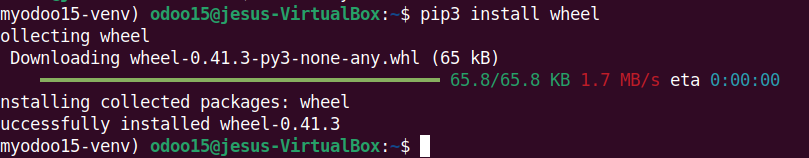 myodoo15-venv) odoo15@jesus-VirtualBox:~$ pip3 install wheel
ollecting wheel
Downloading wheel-0.41.3-py3-none-any.whl (65 kB)
65.8/65.8 KB 1.7 MB/s eta 0:00:00
nstalling collected packages: wheel
uccessfully installed wheel-0.41.3
myodoo15-venv) odoo15@jesus-VirtualBox:~$